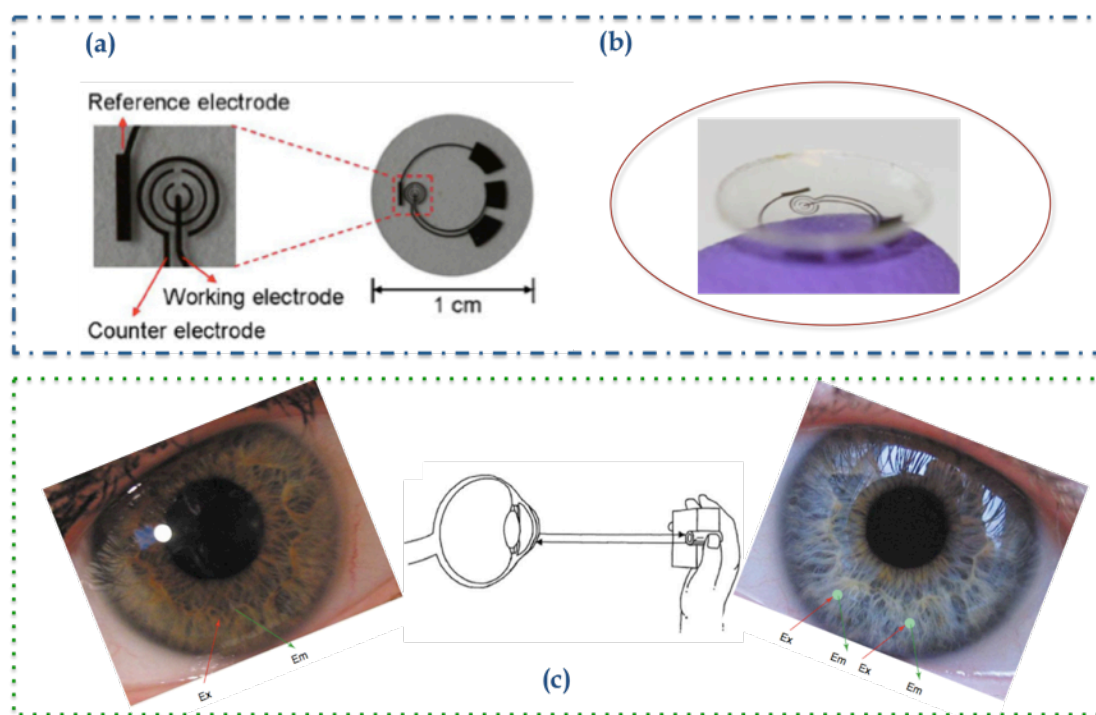 (a)
(b)
Reference electrode
Working electrode
1 cm
Counter electrode
Ex
Em
Ex
Em
Ex
Em
(c)